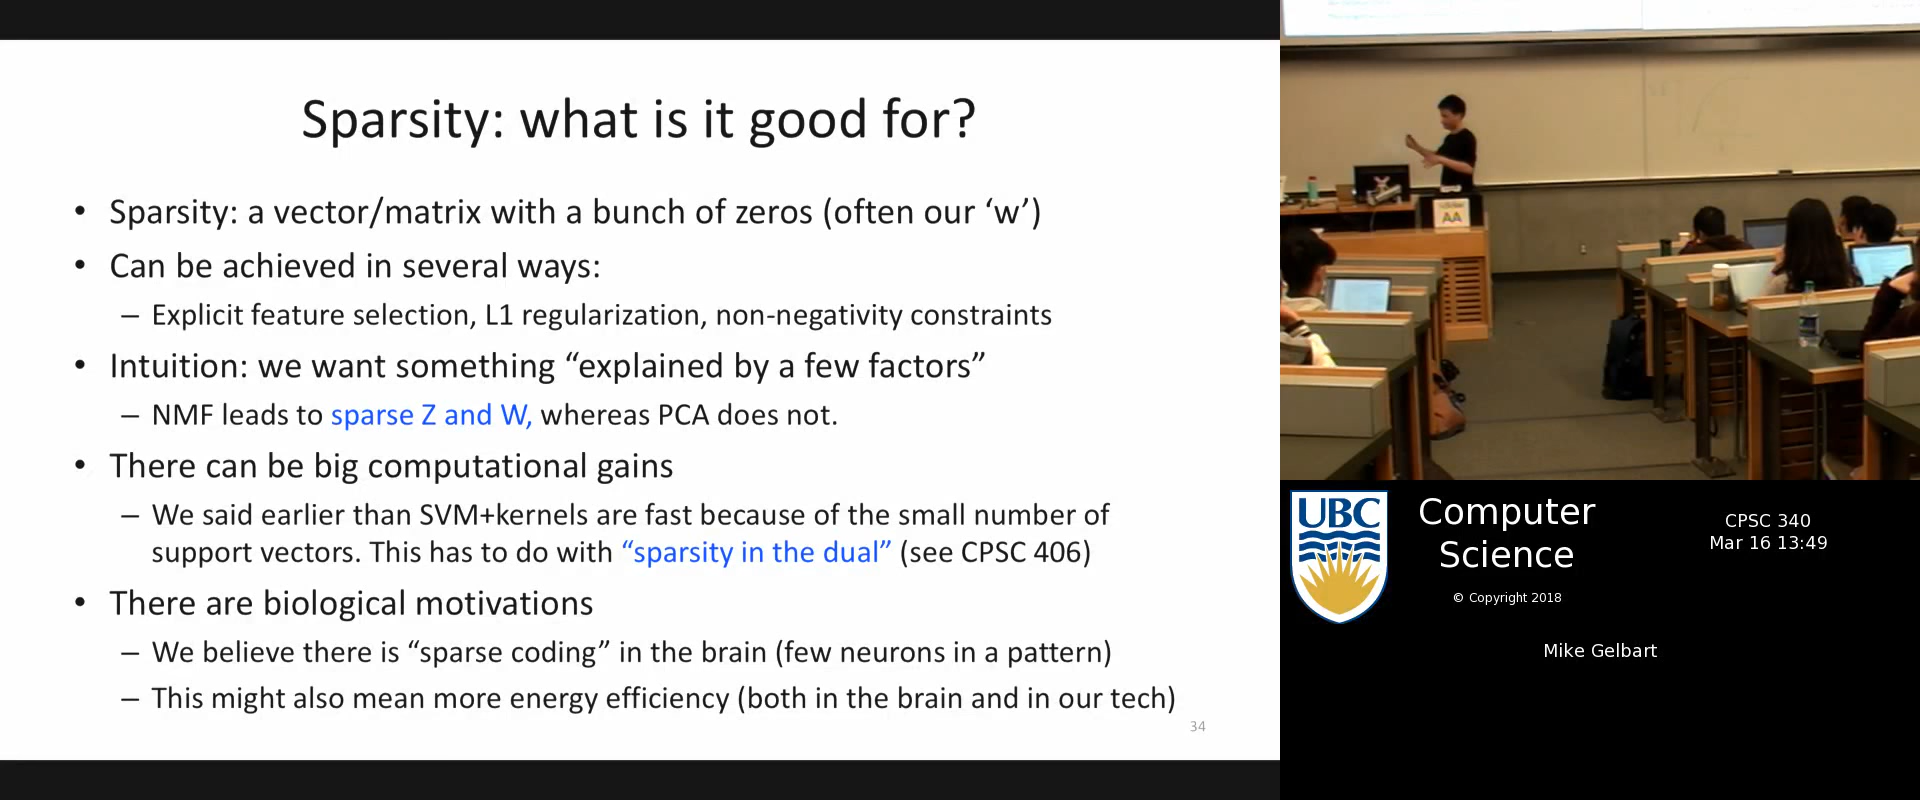 Sparsity: what is it good for?
• Sparsity: a vector/matrix with a bunch of zeros (often our ‘w’)
• Can be achieved in several ways:
– Explicit feature selection, L1 regularization, non-negativity constraints
• Intuition: we want something “explained by a few factors”
– NMF leads to sparse Z and W, whereas PCA does not.
• There can be big computational gains
– We said earlier than SVM+kernels are fast because of the small number of
support vectors. This has to do with “sparsity in the dual” (see CPSC 406)
• There are biological motivations
– We believe there is “sparse coding” in the brain (few neurons in a pattern)
– This might also mean more energy efficiency (both in the brain and in our tech)
34
AA
UBC
Computer
Science
© Copyright 2018
CPSC 340
Mar 16 13:49
Mike Gelbart